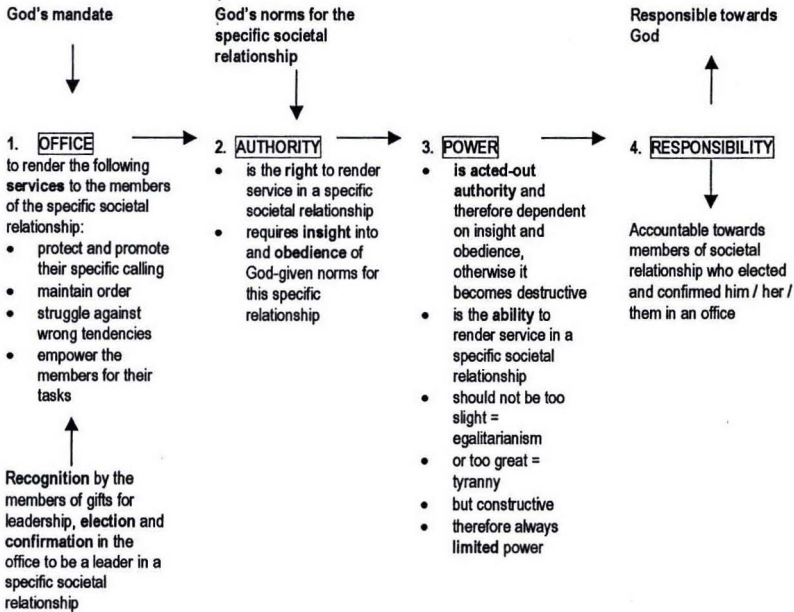 God's mandate
God's norms for the
specific societal
relationship
Responsible towards
God
1. OFFICE
to render the following
services to the members
of the specific societal
relationship:
• protect and promote
their specific calling
• maintain order
• struggle against
wrong tendencies
• empower the
members for their
tasks
Recognition by the
members of gifts for
leadership, election and
confirmation in the
office to be a leader in a
specific societal
relationship
2. AUTHORITY
• is the right to render
service in a specific
societal relationship
• requires insight into
and obedience of
God-given norms for
this specific
relationship
3. POWER
• is acted-out
authority and
therefore dependent
on insight and
obedience,
otherwise it
becomes destructive
• is the ability to
render service in a
specific societal
relationship
• should not be too
slight =
egalitarianism
• or too great =
tyranny
• but constructive
• therefore always
limited power
4. RESPONSIBILITY
Accountable towards
members of societal
relationship who elected
and confirmed him / her /
them in an office